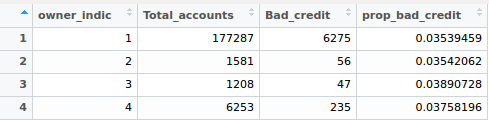 owner_indic Total_accounts Bad_credit prop_bad_credit
1 1 177287 6275 0.03539459
2 2 1581 56 0.03542062
3 3 1208 47 0.03890728
4 4 6253 235 0.03758196